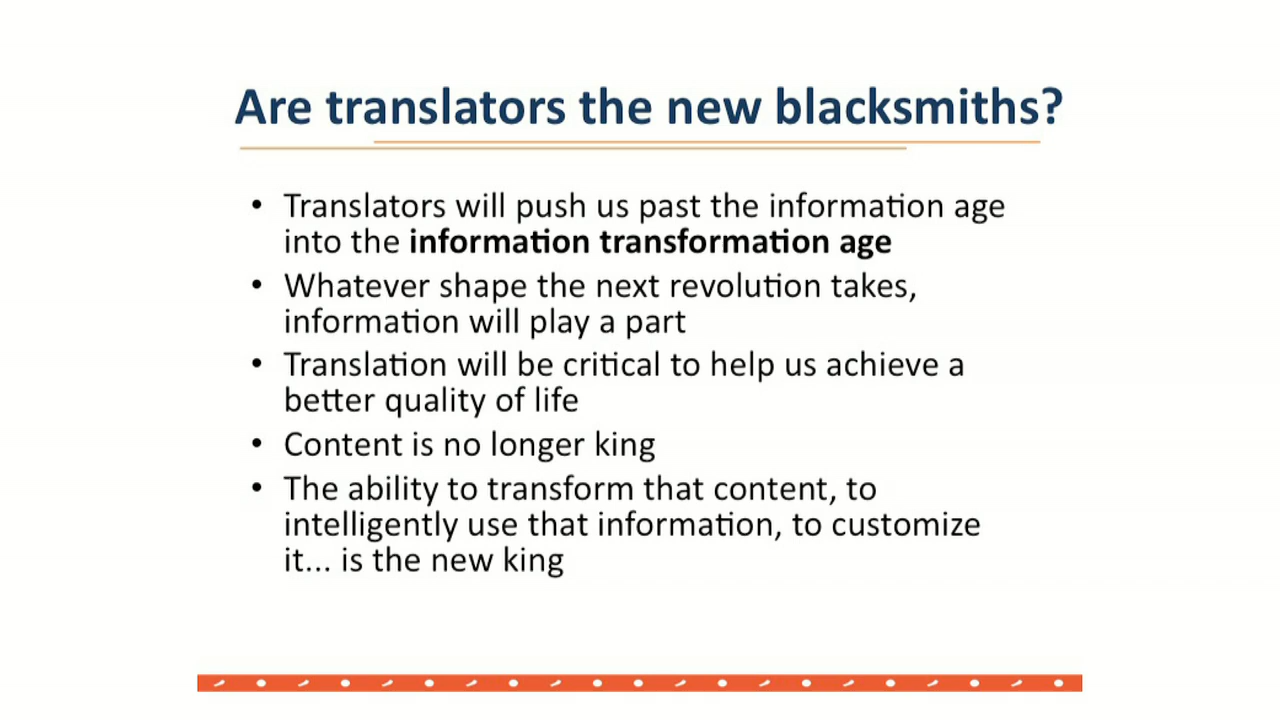 Are translators the new blacksmiths?
• Translators will push us past the information age
into the information transformation age
• Whatever shape the next revolution takes,
information will play a part
• Translation will be critical to help us achieve a
better quality of life
• Content is no longer king
• The ability to transform that content, to
intelligently use that information, to customize
it... is the new king